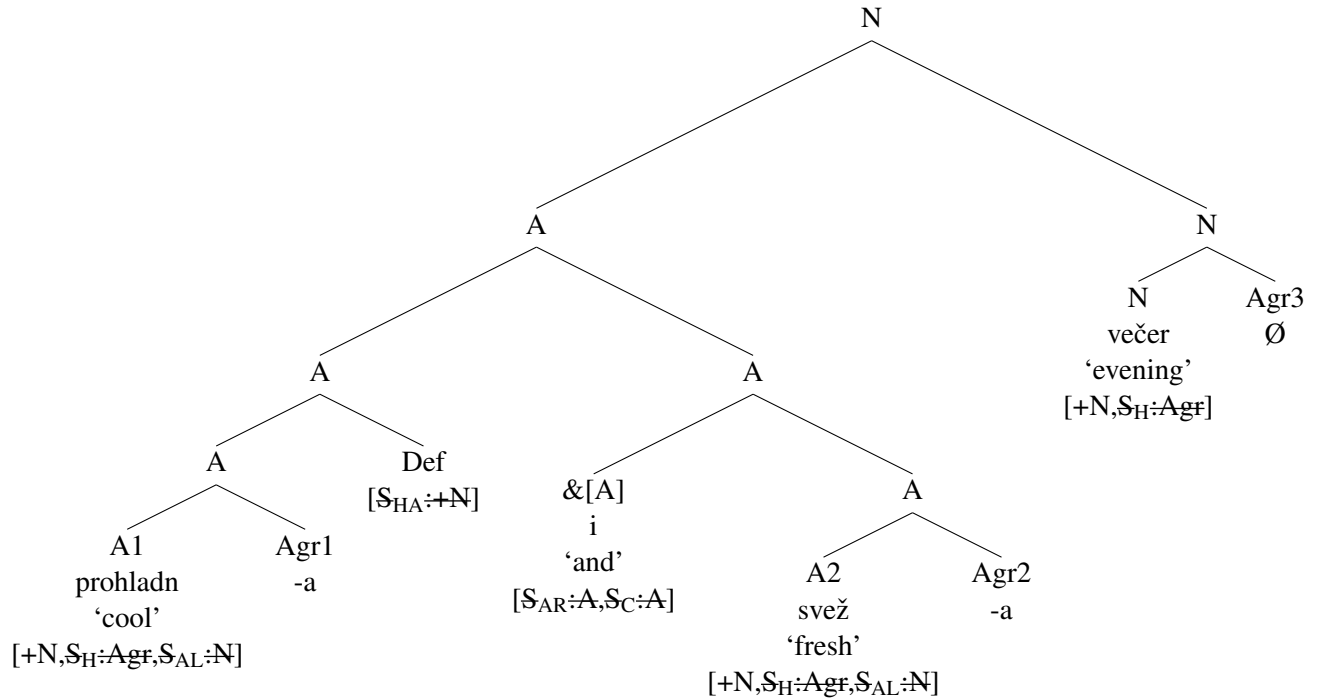 N
A N
N Agr3
večer Ø
‘evening’
[+N,S_H:Agr]
A A
A Def &[A] A
[S_HA:+N] i
‘and’
[S_AR:A,S_C:A]
A1 Agr1 A2 Agr2
prohladn -a svež -a
‘cool’ ‘fresh’
[+N,S_H:Agr,S_AL:N] [+N,S_H:Agr,S_AL:N]